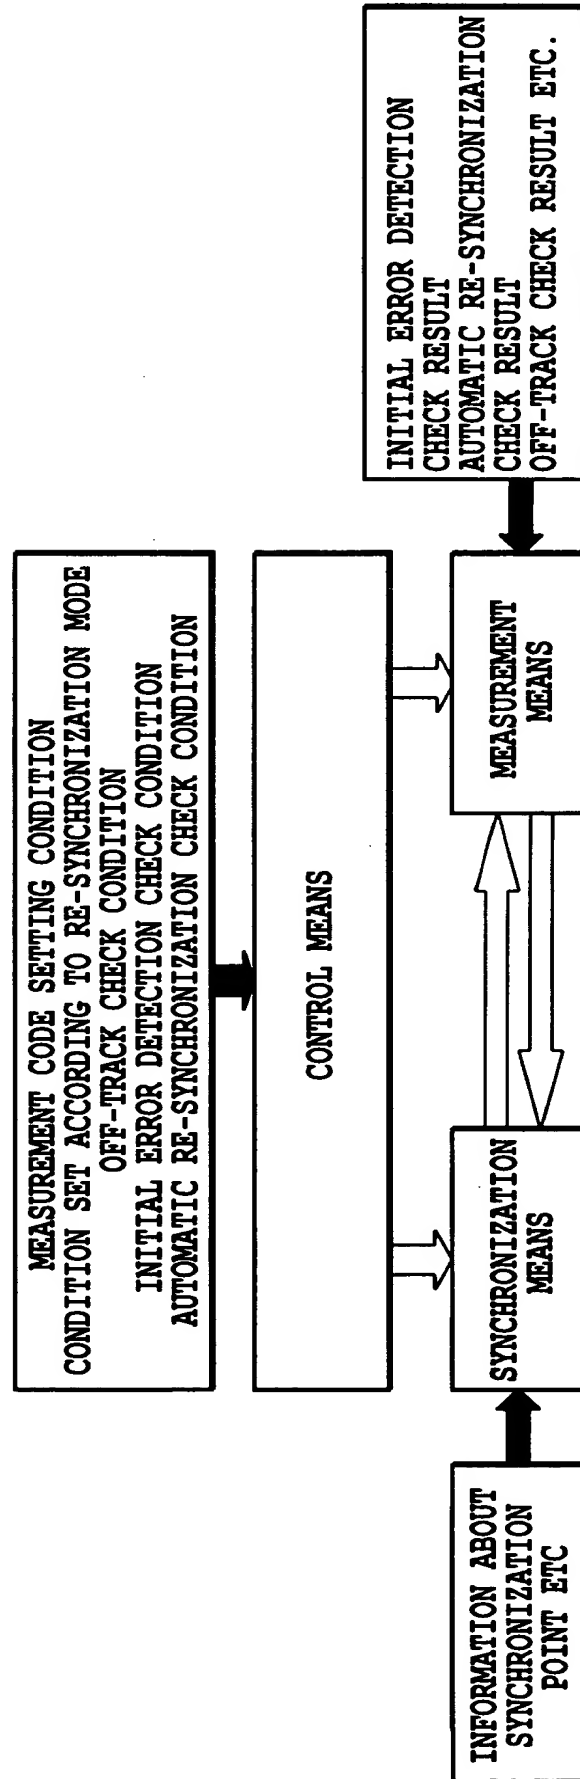 MEASUREMENT CODE SETTING CONDITION
CONDITION SET ACCORDING TO RE-SYNCHRONIZATION MODE
OFF-TRACK CHECK CONDITION
INITIAL ERROR DETECTION CHECK CONDITION
AUTOMATIC RE-SYNCHRONIZATION CHECK CONDITION
CONTROL MEANS
INFORMATION ABOUT
SYNCHRONIZATION
POINT ETC
SYNCHRONIZATION
MEANS
MEASUREMENT
MEANS
INITIAL ERROR DETECTION
CHECK RESULT
AUTOMATIC RE-SYNCHRONIZATION
CHECK RESULT
OFF-TRACK CHECK RESULT ETC.